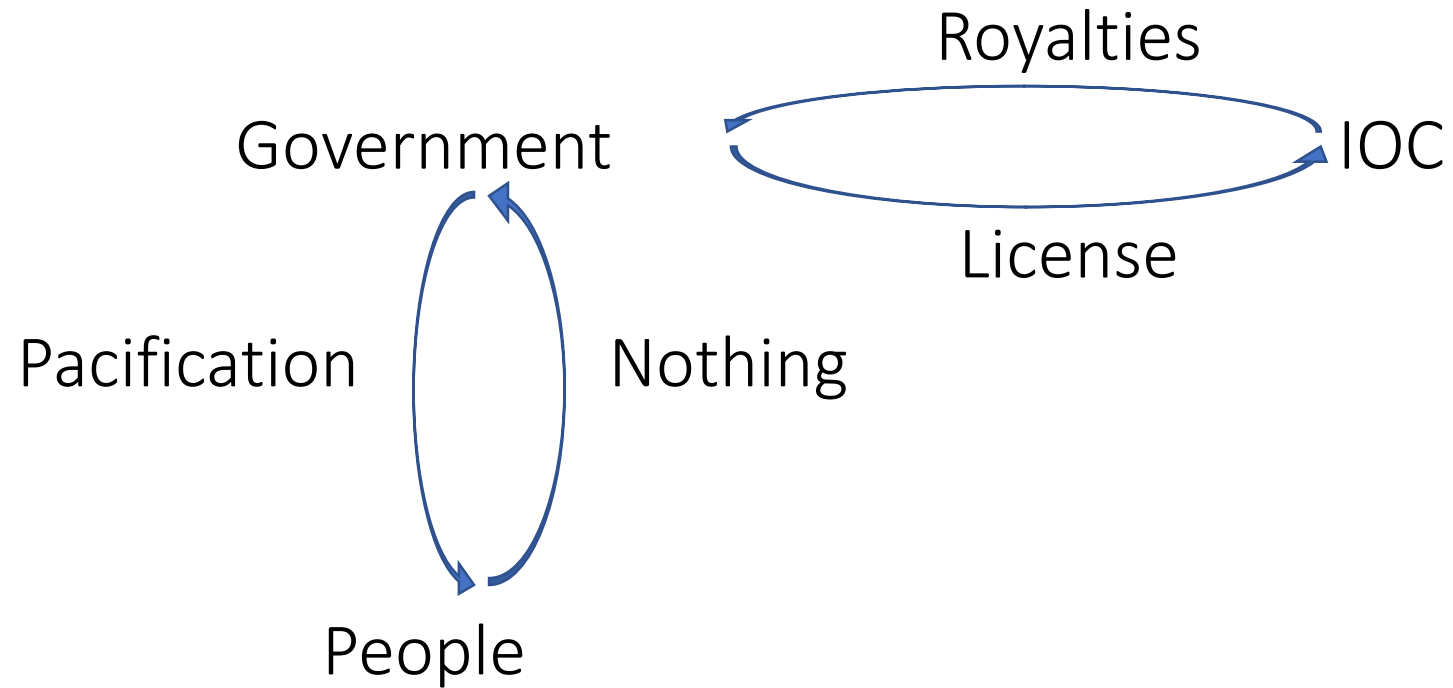 Royalties
Government
IOC
License
Pacification
Nothing
People